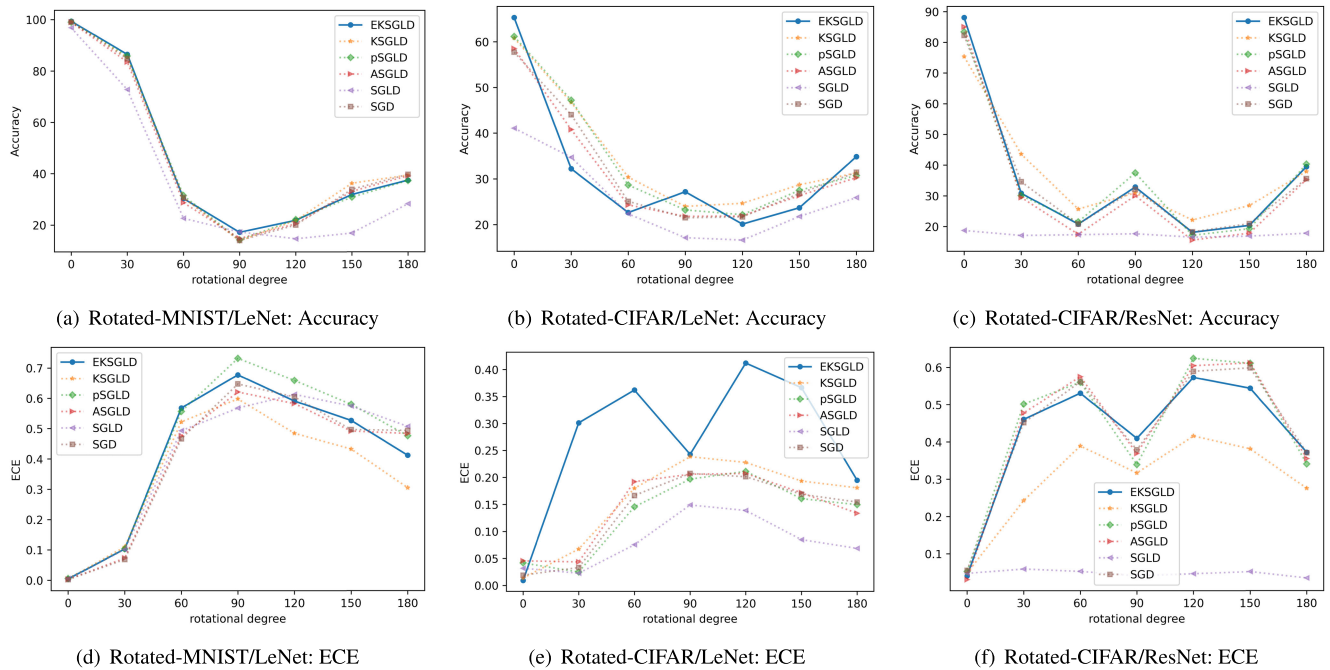 100
80
60
40
20
Accuracy
0 30 60 90 120 150 180
rotational degree
EKSGLD
KSGLD
pSGLD
ASGLD
SGLD
SGD
(a) Rotated-MNIST/LeNet: Accuracy
60
50
40
30
20
Accuracy
0 30 60 90 120 150 180
rotational degree
EKSGLD
KSGLD
pSGLD
ASGLD
SGLD
SGD
(b) Rotated-CIFAR/LeNet: Accuracy
90
80
70
60
50
40
30
20
Accuracy
0 30 60 90 120 150 180
rotational degree
EKSGLD
KSGLD
pSGLD
ASGLD
SGLD
SGD
(c) Rotated-CIFAR/ResNet: Accuracy
0.7
0.6
0.5
0.4
0.3
0.2
0.1
0.0
ECE
0 30 60 90 120 150 180
rotational degree
EKSGLD
KSGLD
pSGLD
ASGLD
SGLD
SGD
(d) Rotated-MNIST/LeNet: ECE
0.40
0.35
0.30
0.25
0.20
0.15
0.10
0.05
0.00
ECE
0 30 60 90 120 150 180
rotational degree
EKSGLD
KSGLD
pSGLD
ASGLD
SGLD
SGD
(e) Rotated-CIFAR/LeNet: ECE
0.6
0.5
0.4
0.3
0.2
0.1
ECE
0 30 60 90 120 150 180
rotational degree
EKSGLD
KSGLD
pSGLD
ASGLD
SGLD
SGD
(f) Rotated-CIFAR/ResNet: ECE